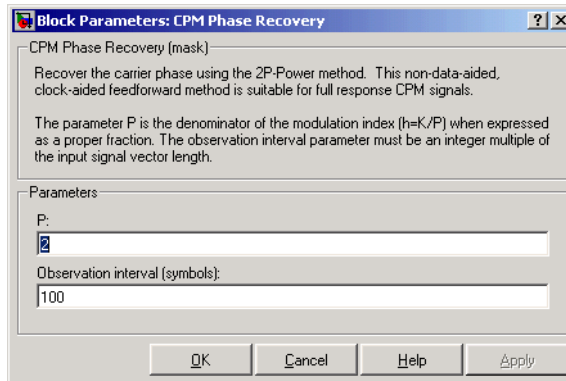 Block Parameters: CPM Phase Recovery
CPM Phase Recovery (mask)
Recover the carrier phase using the 2P-Power method. This non-data-aided,
clock-aided feedforward method is suitable for full response CPM signals.
The parameter P is the denominator of the modulation index (h=K/P) when expressed
as a proper fraction. The observation interval parameter must be an integer multiple of
the input signal vector length.
Parameters
P:
2
Observation interval (symbols):
100
OK Cancel Help Apply